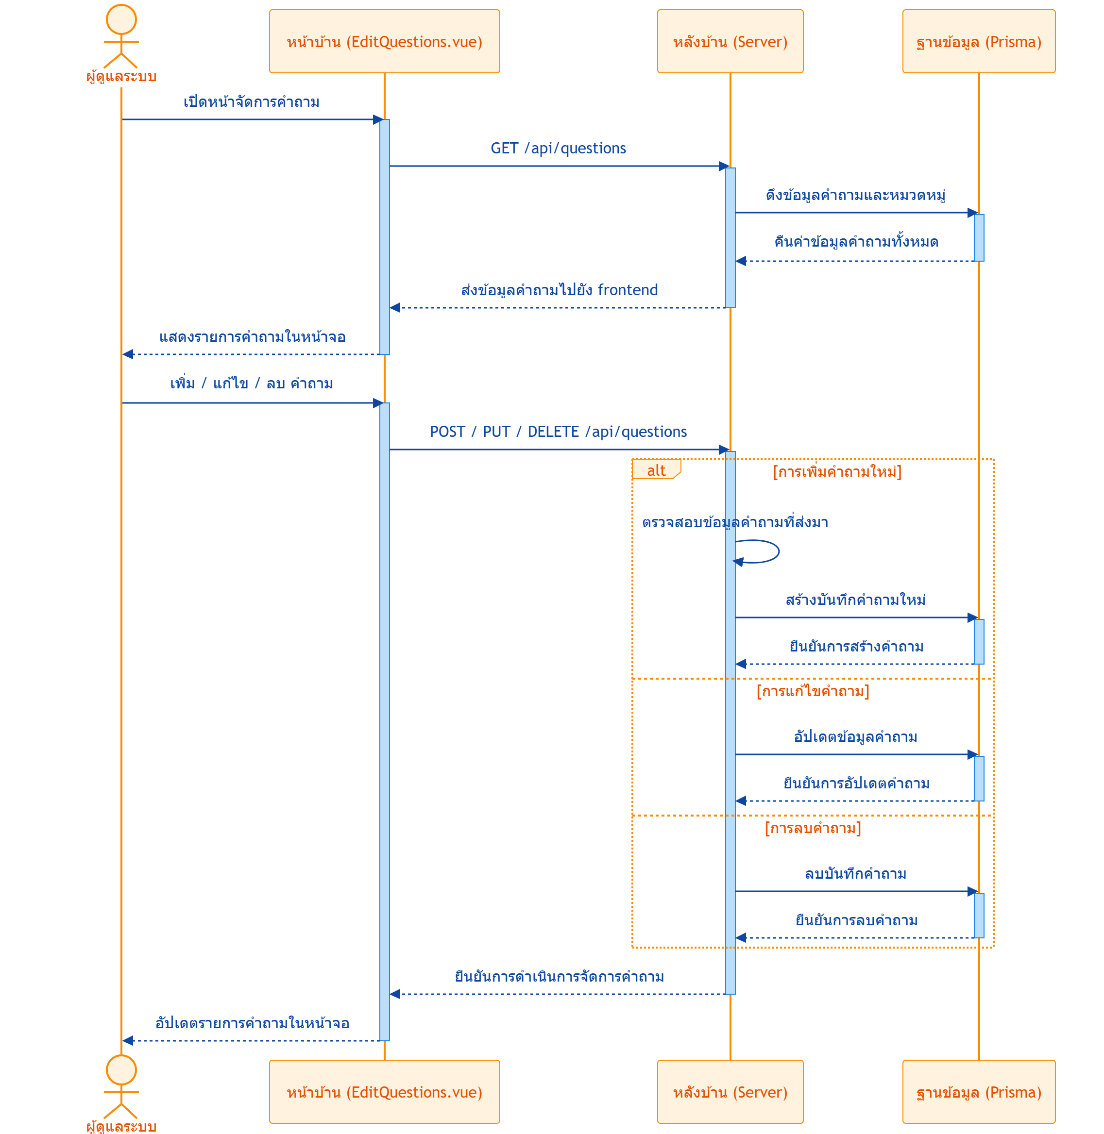 ผู้ดูแลระบบ
หน้าบ้าน (EditQuestions.vue)
หลังบ้าน (Server)
ฐานข้อมูล (Prisma)
เปิดหน้าจัดการคำถาม
GET /api/questions
ดึงข้อมูลคำถามและหมวดหมู่
คืนค่าข้อมูลคำถามทั้งหมด
ส่งข้อมูลคำถามไปยัง frontend
แสดงรายการคำถามในหน้าจอ
เพิ่ม / แก้ไข / ลบ คำถาม
POST / PUT / DELETE /api/questions
alt
[การเพิ่มคำถามใหม่]
ตรวจสอบข้อมูลคำถามที่ส่งมา
สร้างบันทึกคำถามใหม่
ยืนยันการสร้างคำถาม
[การแก้ไขคำถาม]
อัปเดตข้อมูลคำถาม
ยืนยันการอัปเดตคำถาม
[การลบคำถาม]
ลบบันทึกคำถาม
ยืนยันการลบคำถาม
ยืนยันการดำเนินการจัดการคำถาม
อัปเดตรายการคำถามในหน้าจอ
ผู้ดูแลระบบ
หน้าบ้าน (EditQuestions.vue)
หลังบ้าน (Server)
ฐานข้อมูล (Prisma)